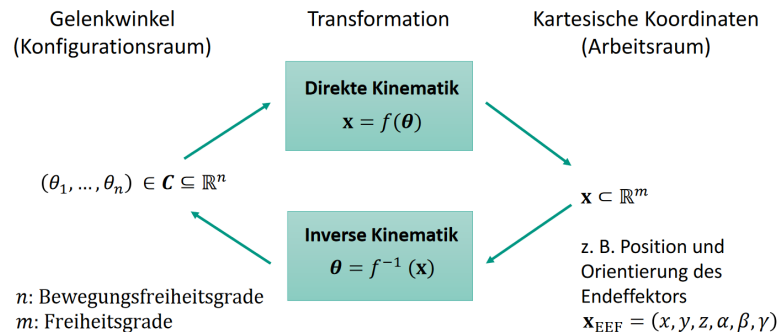 Gelenkwinkel
(Konfigurationsraum)
Transformation
Kartesische Koordinaten
(Arbeitsraum)
Direkte Kinematik
𝐱 = 𝑓(𝜽)
(𝜃₁, … , 𝜃ₙ) ∈ 𝑪 ⊆ ℝⁿ
𝐱 ⊂ ℝᵐ
Inverse Kinematik
𝜽 = 𝑓⁻¹ (𝐱)
z. B. Position und
Orientierung des
Endeffektors
𝐱_EEF = (𝑥, 𝑦, 𝑧, 𝛼, 𝛽, 𝛾)
𝑛: Bewegungsfreiheitsgrade
𝑚: Freiheitsgrade